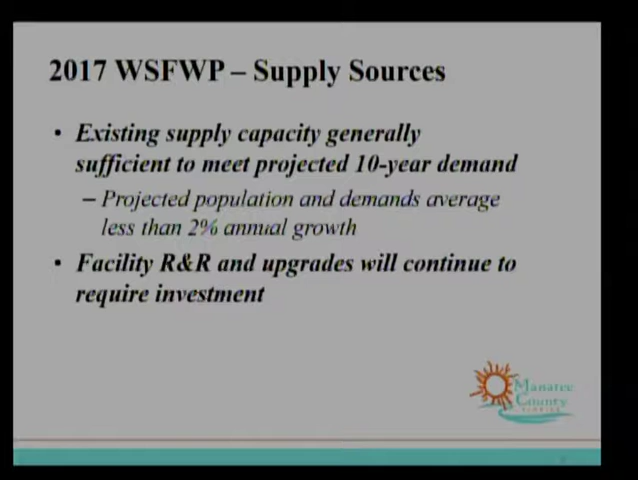 2017 WSFWP – Supply Sources
• Existing supply capacity generally
sufficient to meet projected 10-year demand
– Projected population and demands average
less than 2% annual growth
• Facility R&R and upgrades will continue to
require investment
Manatee
County
FLORIDA